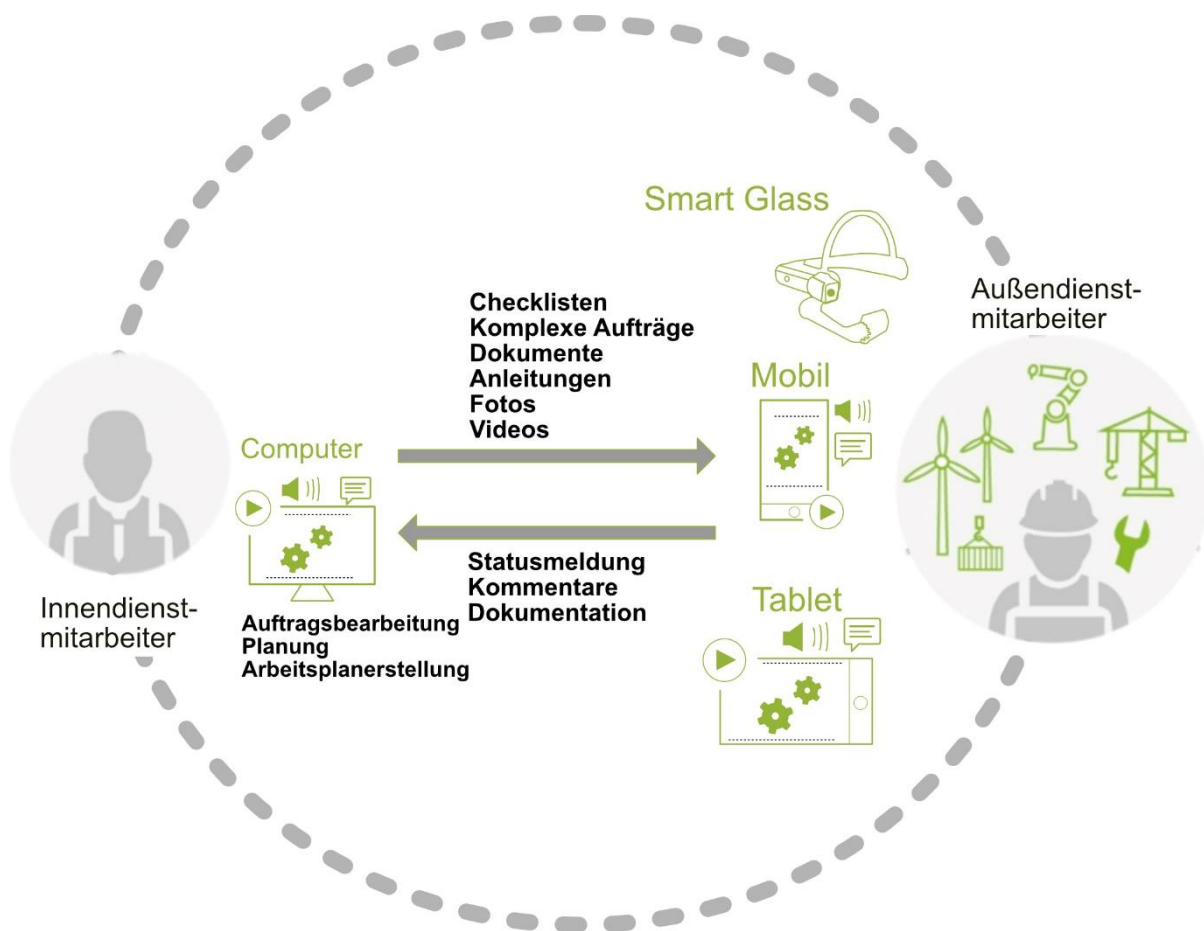 Smart Glass
Außendienst-
mitarbeiter
Checklisten
Komplexe Aufträge
Dokumente
Anleitungen
Fotos
Videos
Mobil
Computer
Innendienst-
mitarbeiter
Statusmeldung
Kommentare
Dokumentation
Auftragsbearbeitung
Planung
Arbeitsplanerstellung
Tablet